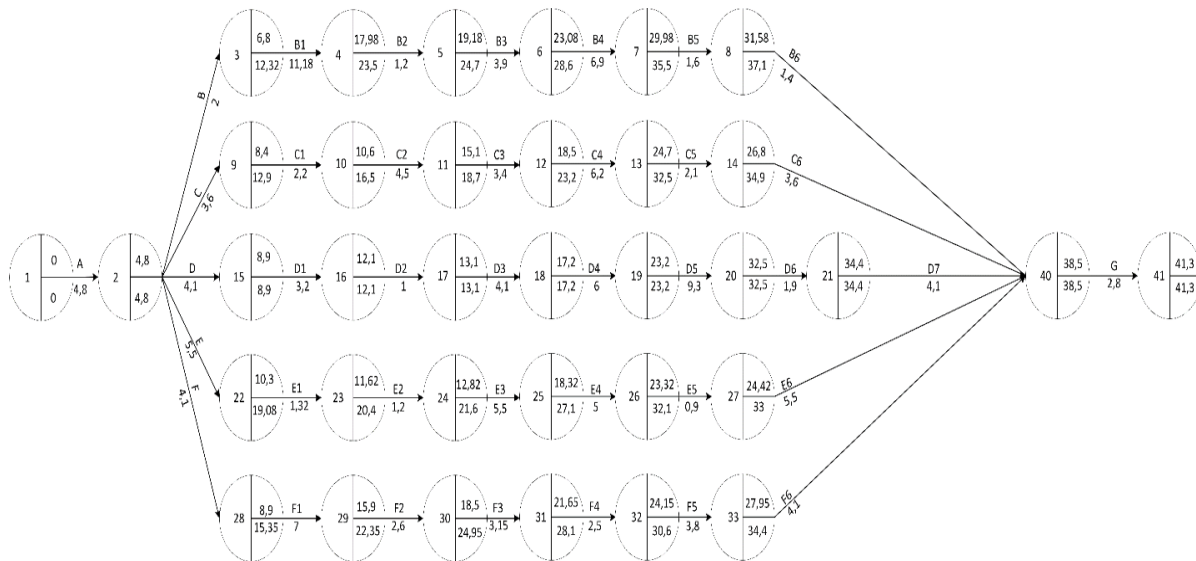 3 6,8 B1 4 17,98 B2 5 19,18 B3 6 23,08 B4 7 29,98 B5 8 31,58 B6
12,32 11,18 23,5 1,2 24,7 3,9 28,6 6,9 35,5 1,6 37,1 1,4
B
2
9 8,4 C1 10 10,6 C2 11 15,1 C3 12 18,5 C4 13 24,7 C5 14 26,8 C6
12,9 2,2 16,5 4,5 18,7 3,4 23,2 6,2 32,5 2,1 34,9 3,6
C
3,6
1 0 A 2 4,8 D 15 8,9 D1 16 12,1 D2 17 13,1 D3 18 17,2 D4 19 23,2 D5 20 32,5 D6 21 34,4 D7 40 38,5 G 41 41,3
0 4,8 4,8 4,1 8,9 3,2 12,1 1 13,1 4,1 17,2 6 23,2 9,3 32,5 1,9 34,4 4,1 38,5 2,8 41,3
E
5,5
F
4,1
22 10,3 E1 23 11,62 E2 24 12,82 E3 25 18,32 E4 26 23,32 E5 27 24,42 E6
19,08 1,32 20,4 1,2 21,6 5,5 27,1 5 32,1 0,9 33 5,5
28 8,9 F1 29 15,9 F2 30 18,5 F3 31 21,65 F4 32 24,15 F5 33 27,95 F6
15,35 7 22,35 2,6 24,95 3,15 28,1 2,5 30,6 3,8 34,4 4,1